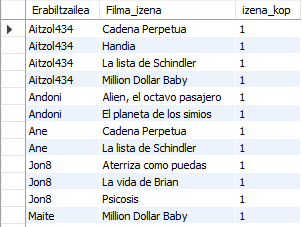 Erabiltzailea Filma_izena izena_kop
Aitzol434 Cadena Perpetua 1
Aitzol434 Handia 1
Aitzol434 La lista de Schindler 1
Aitzol434 Million Dollar Baby 1
Andoni Alien, el octavo pasajero 1
Andoni El planeta de los simios 1
Ane Cadena Perpetua 1
Ane La lista de Schindler 1
Jon8 Aterriza como puedas 1
Jon8 La vida de Brian 1
Jon8 Psicosis 1
Maite Million Dollar Baby 1